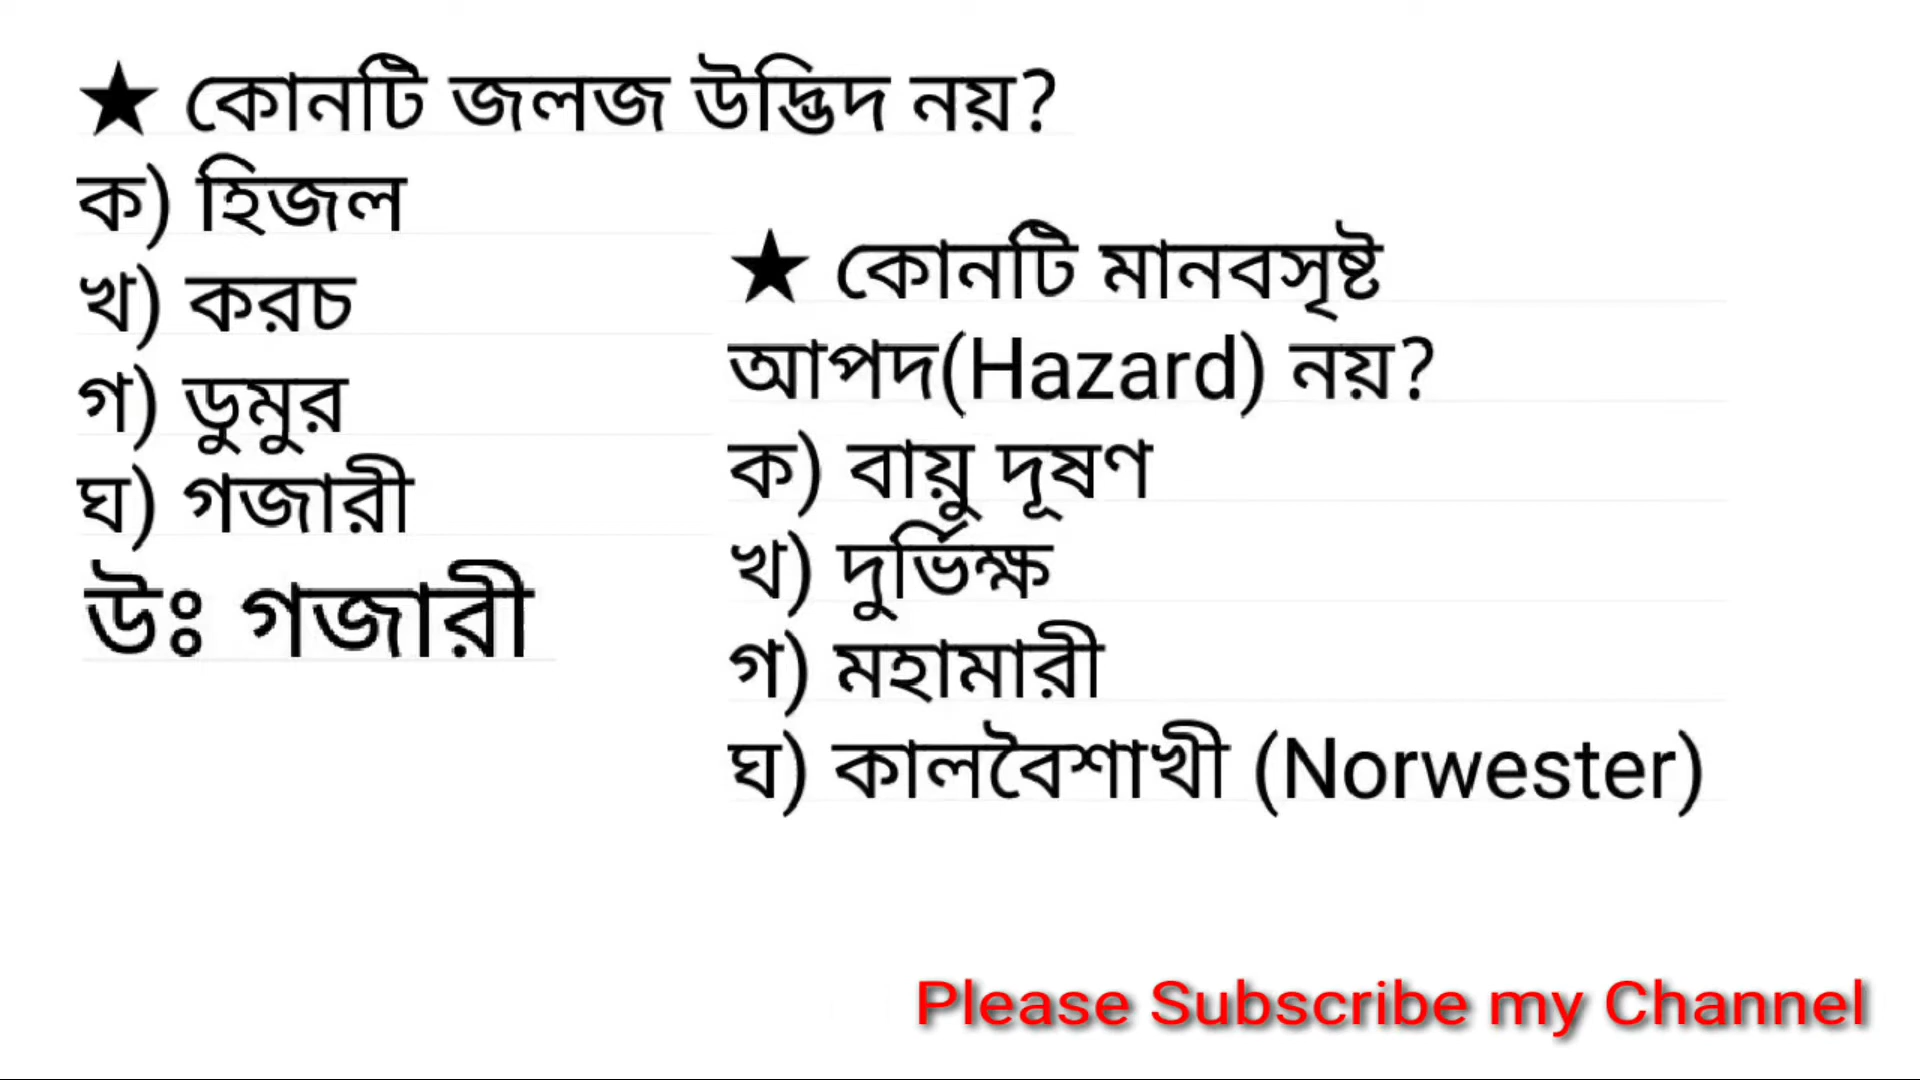 ★ কোনটি জলজ উদ্ভিদ নয়?
ক) হিজল
খ) করচ
গ) ডুমুর
ঘ) গজারী
উঃ গজারী
★ কোনটি মানবসৃষ্ট
আপদ(Hazard) নয়?
ক) বায়ু দূষণ
খ) দুর্ভিক্ষ
গ) মহামারী
ঘ) কালবৈশাখী (Norwester)
Please Subscribe my Channel